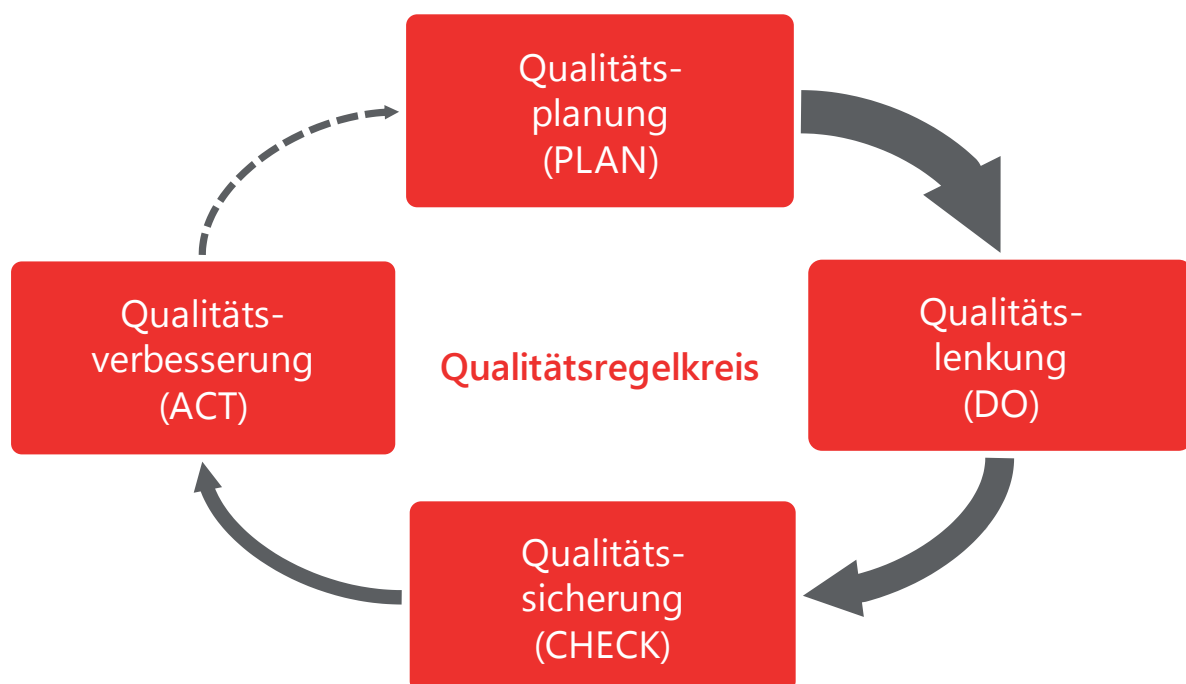 Qualitäts-
planung
(PLAN)
Qualitäts-
verbesserung
(ACT)
Qualitätsregelkreis
Qualitäts-
lenkung
(DO)
Qualitäts-
sicherung
(CHECK)